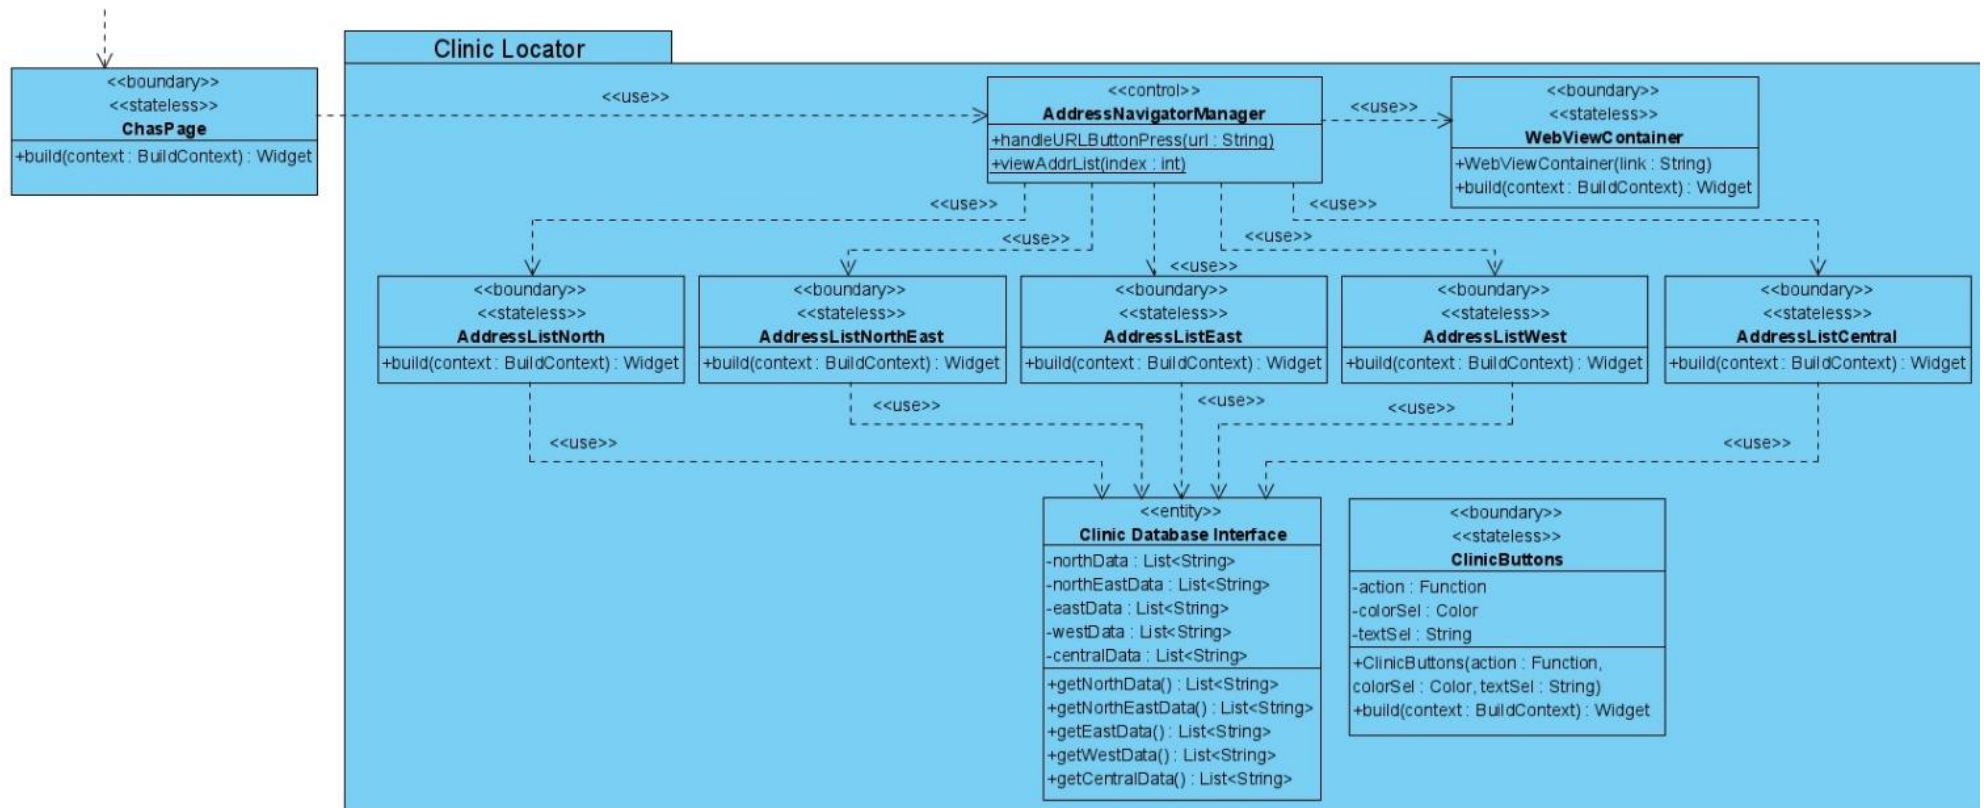 Clinic Locator
<<boundary>>
<<stateless>>
ChasPage
+build(context : BuildContext) : Widget
<<use>>
<<control>>
AddressNavigatorManager
+handleURLButtonPress(url : String)
+viewAddrList(index : int)
<<use>>
<<boundary>>
<<stateless>>
WebViewContainer
+WebViewContainer(link : String)
+build(context : BuildContext) : Widget
<<use>>
<<use>>
<<use>>
<<use>>
<<use>>
<<boundary>>
<<stateless>>
AddressListNorth
+build(context : BuildContext) : Widget
<<boundary>>
<<stateless>>
AddressListNorthEast
+build(context : BuildContext) : Widget
<<boundary>>
<<stateless>>
AddressListEast
+build(context : BuildContext) : Widget
<<boundary>>
<<stateless>>
AddressListWest
+build(context : BuildContext) : Widget
<<boundary>>
<<stateless>>
AddressListCentral
+build(context : BuildContext) : Widget
<<use>>
<<use>>
<<use>>
<<use>>
<<use>>
<<entity>>
Clinic Database Interface
-northData : List<String>
-northEastData : List<String>
-eastData : List<String>
-westData : List<String>
-centralData : List<String>
+getNorthData() : List<String>
+getNorthEastData() : List<String>
+getEastData() : List<String>
+getWestData() : List<String>
+getCentralData() : List<String>
<<boundary>>
<<stateless>>
ClinicButtons
-action : Function
-colorSel : Color
-textSel : String
+ClinicButtons(action : Function,
colorSel : Color, textSel : String)
+build(context : BuildContext) : Widget